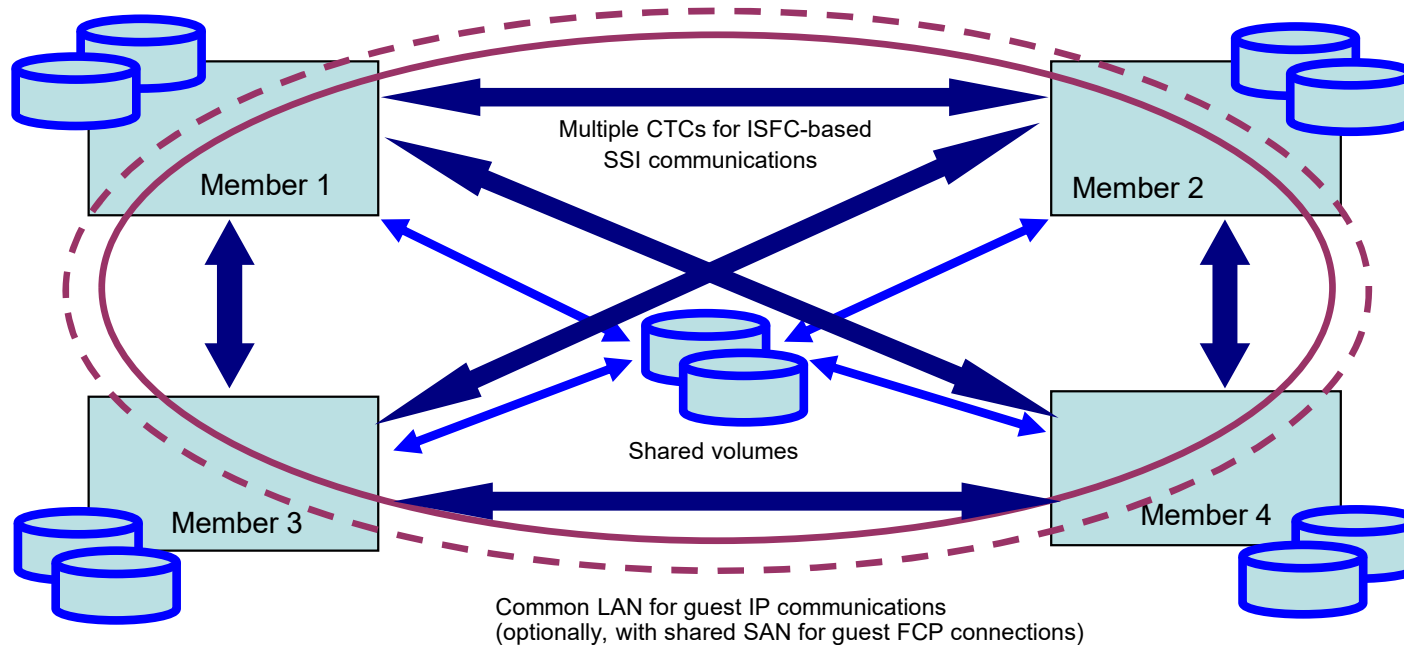 Multiple CTCs for ISFC-based
SSI communications
Member 1
Member 2
Shared volumes
Member 3
Member 4
Common LAN for guest IP communications
(optionally, with shared SAN for guest FCP connections)